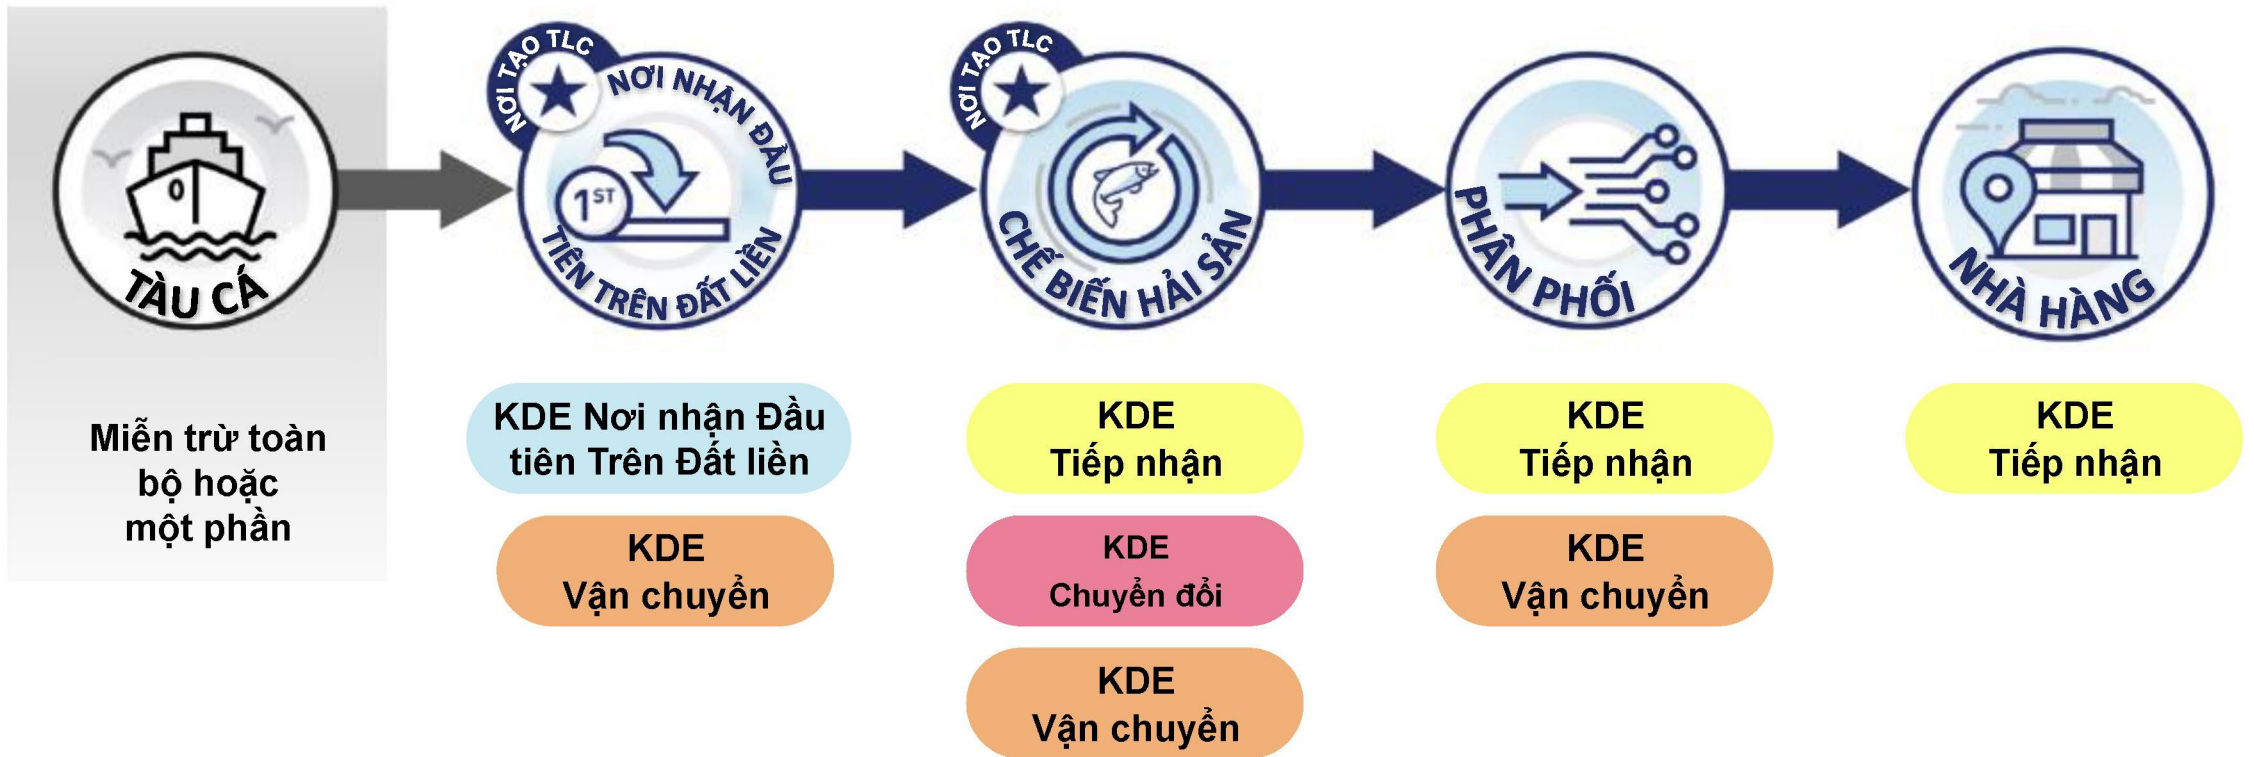 TÀU CÁ
Miễn trừ toàn
bộ hoặc
một phần
NƠI TẠO TLC
NƠI NHẬN ĐẦU
1ST
TIÊN TRÊN ĐẤT LIỀN
KDE Nơi nhận Đầu
tiên Trên Đất liền
KDE
Vận chuyển
NƠI TẠO TLC
CHẾ BIẾN HẢI SẢN
KDE
Tiếp nhận
KDE
Chuyển đổi
KDE
Vận chuyển
PHÂN PHỐI
KDE
Tiếp nhận
KDE
Vận chuyển
NHÀ HÀNG
KDE
Tiếp nhận